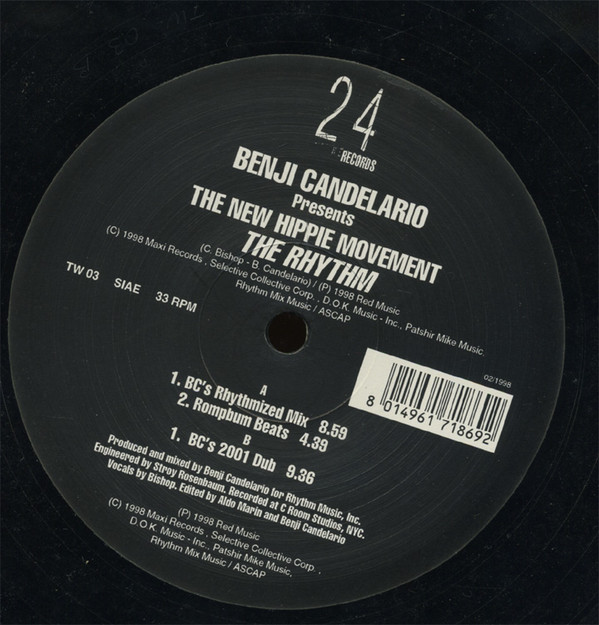 24
RECORDS
BENJI CANDELARIO
Presents
THE NEW HIPPIE MOVEMENT
THE RHYTHM
(C. Bishop - B. Candelario) / (P) 1998 Red Music
(C) 1998 Maxi Records , Selective Collective Corp. , D.O.K. Music - Inc., Patshir Mike Music.
Rhythm Mix Music / ASCAP
TW 03 SIAE 33 RPM
02/1998
8 014961 718692
A
1. BC's Rhythmized Mix 8.59
2. Rompbum Beats 4.39
B
1. BC's 2001 Dub 9.36
Produced and mixed by Benji Candelario for Rhythm Music, Inc.
Engineered by Stroy Rosenbaum. Recorded at C Room Studios, NYC.
Vocals by Bishop. Edited by Aldo Marin and Benji Candelario
(P) 1998 Red Music
(C) 1998 Maxi Records , Selective Collective Corp. ,
D.O.K. Music - Inc., Patshir Mike Music,
Rhythm Mix Music / ASCAP